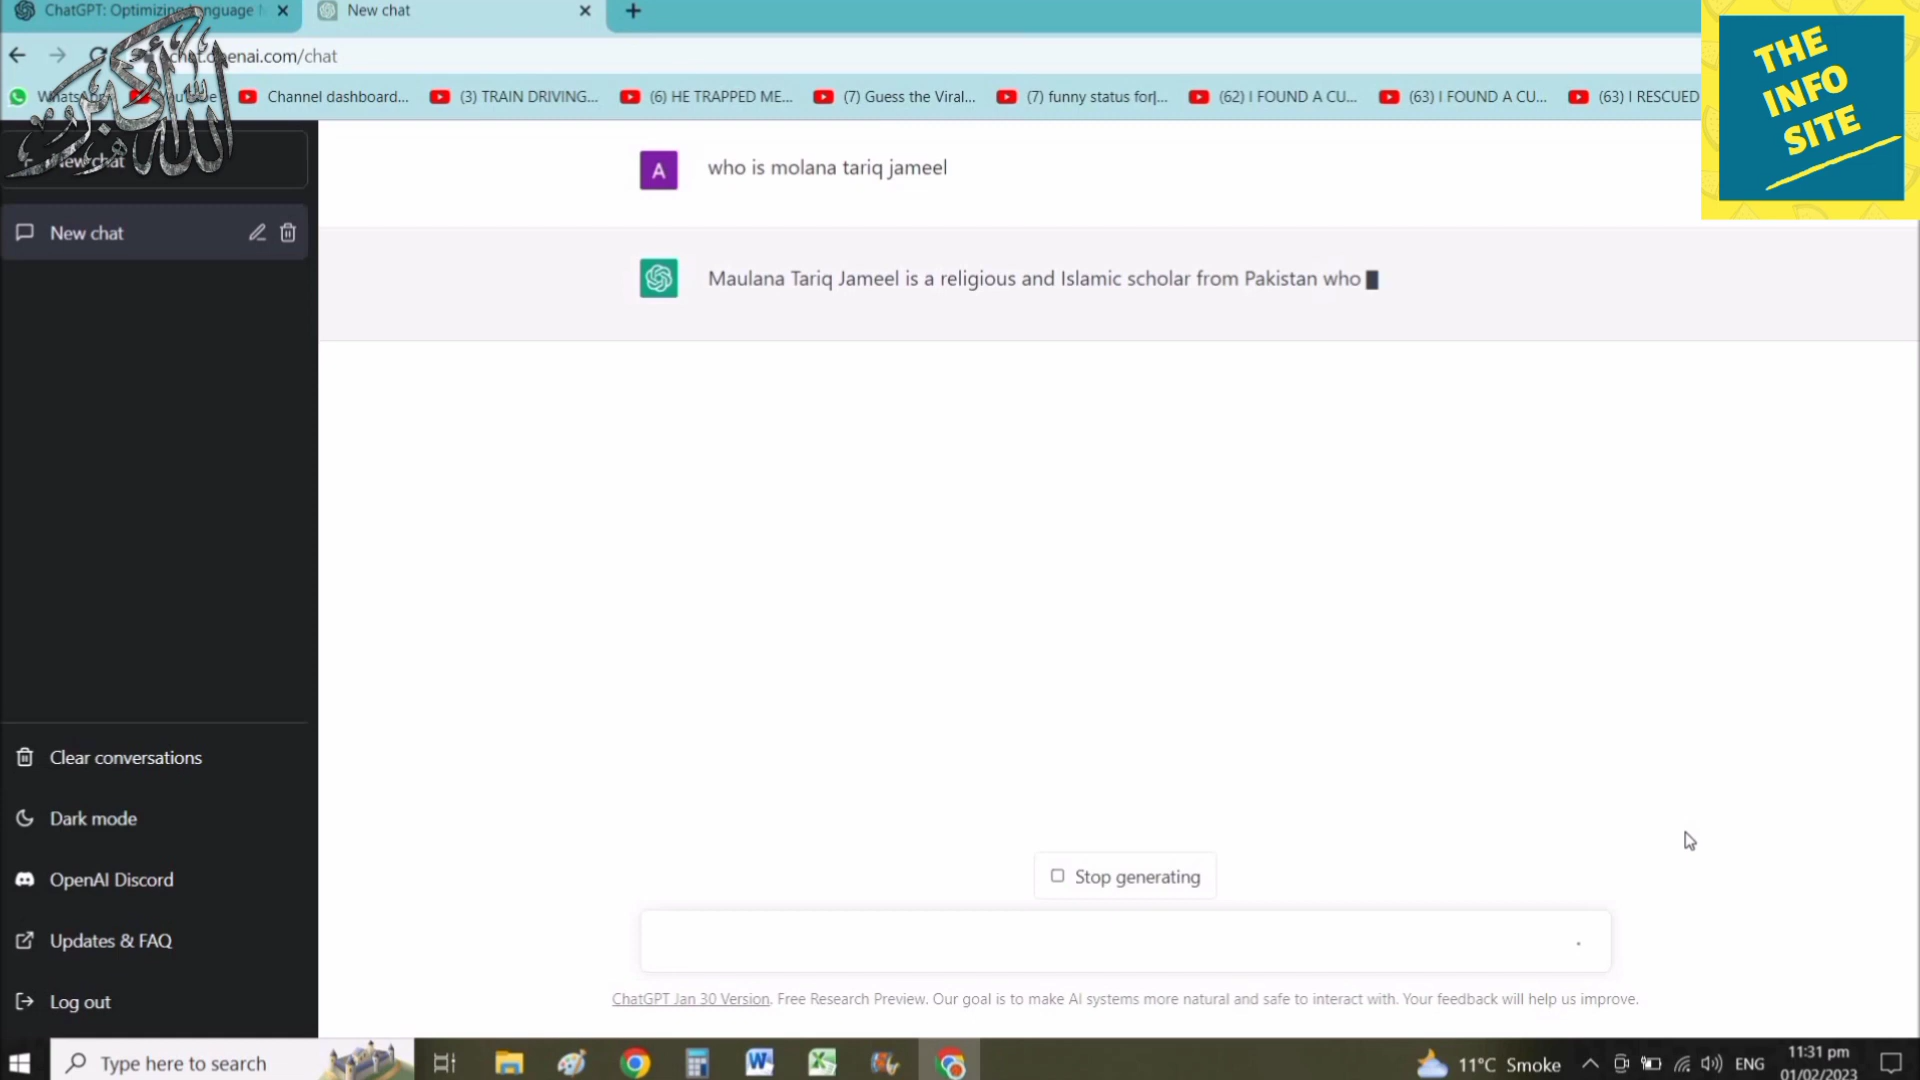 ChatGPT: Optimizing
New chat
chat.openai.com/chat
Channel dashboard...
(3) TRAIN DRIVING...
(6) HE TRAPPED ME...
(7) Guess the Viral...
(7) funny status for|...
(62) I FOUND A CU...
(63) I FOUND A CU...
(63) I RESCUED
THE
INFO
SITE
New chat
who is molana tariq jameel
New chat
Maulana Tariq Jameel is a religious and Islamic scholar from Pakistan who
Clear conversations
Dark mode
OpenAI Discord
Updates & FAQ
Log out
Stop generating
ChatGPT Jan 30 Version. Free Research Preview. Our goal is to make AI systems more natural and safe to interact with. Your feedback will help us improve.
Type here to search
11°C Smoke
ENG
11:31 pm
01/02/2023